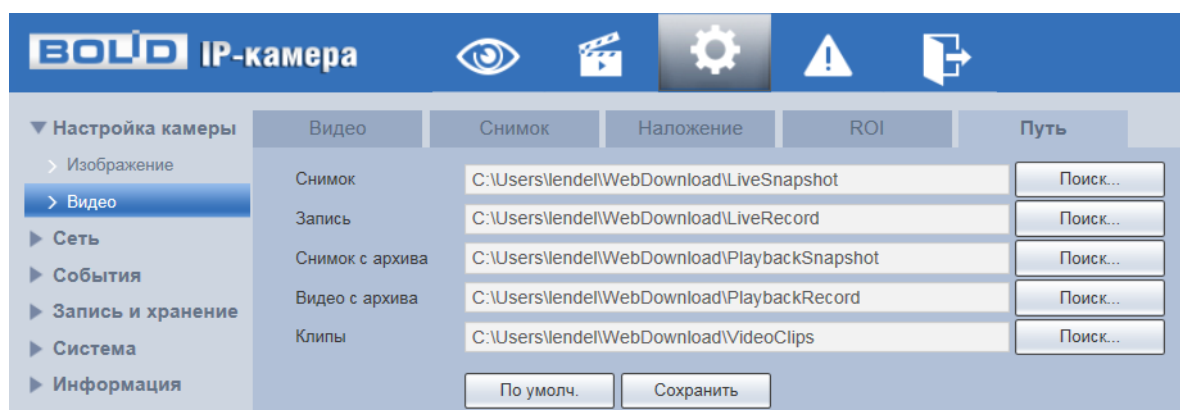 BOLID IP-камера
Настройка камеры
Изображение
Видео
Сеть
События
Запись и хранение
Система
Информация
Видео Снимок Наложение ROI Путь
Снимок C:\Users\lendel\WebDownload\LiveSnapshot Поиск...
Запись C:\Users\lendel\WebDownload\LiveRecord Поиск...
Снимок с архива C:\Users\lendel\WebDownload\PlaybackSnapshot Поиск...
Видео с архива C:\Users\lendel\WebDownload\PlaybackRecord Поиск...
Клипы C:\Users\lendel\WebDownload\VideoClips Поиск...
По умолч. Сохранить